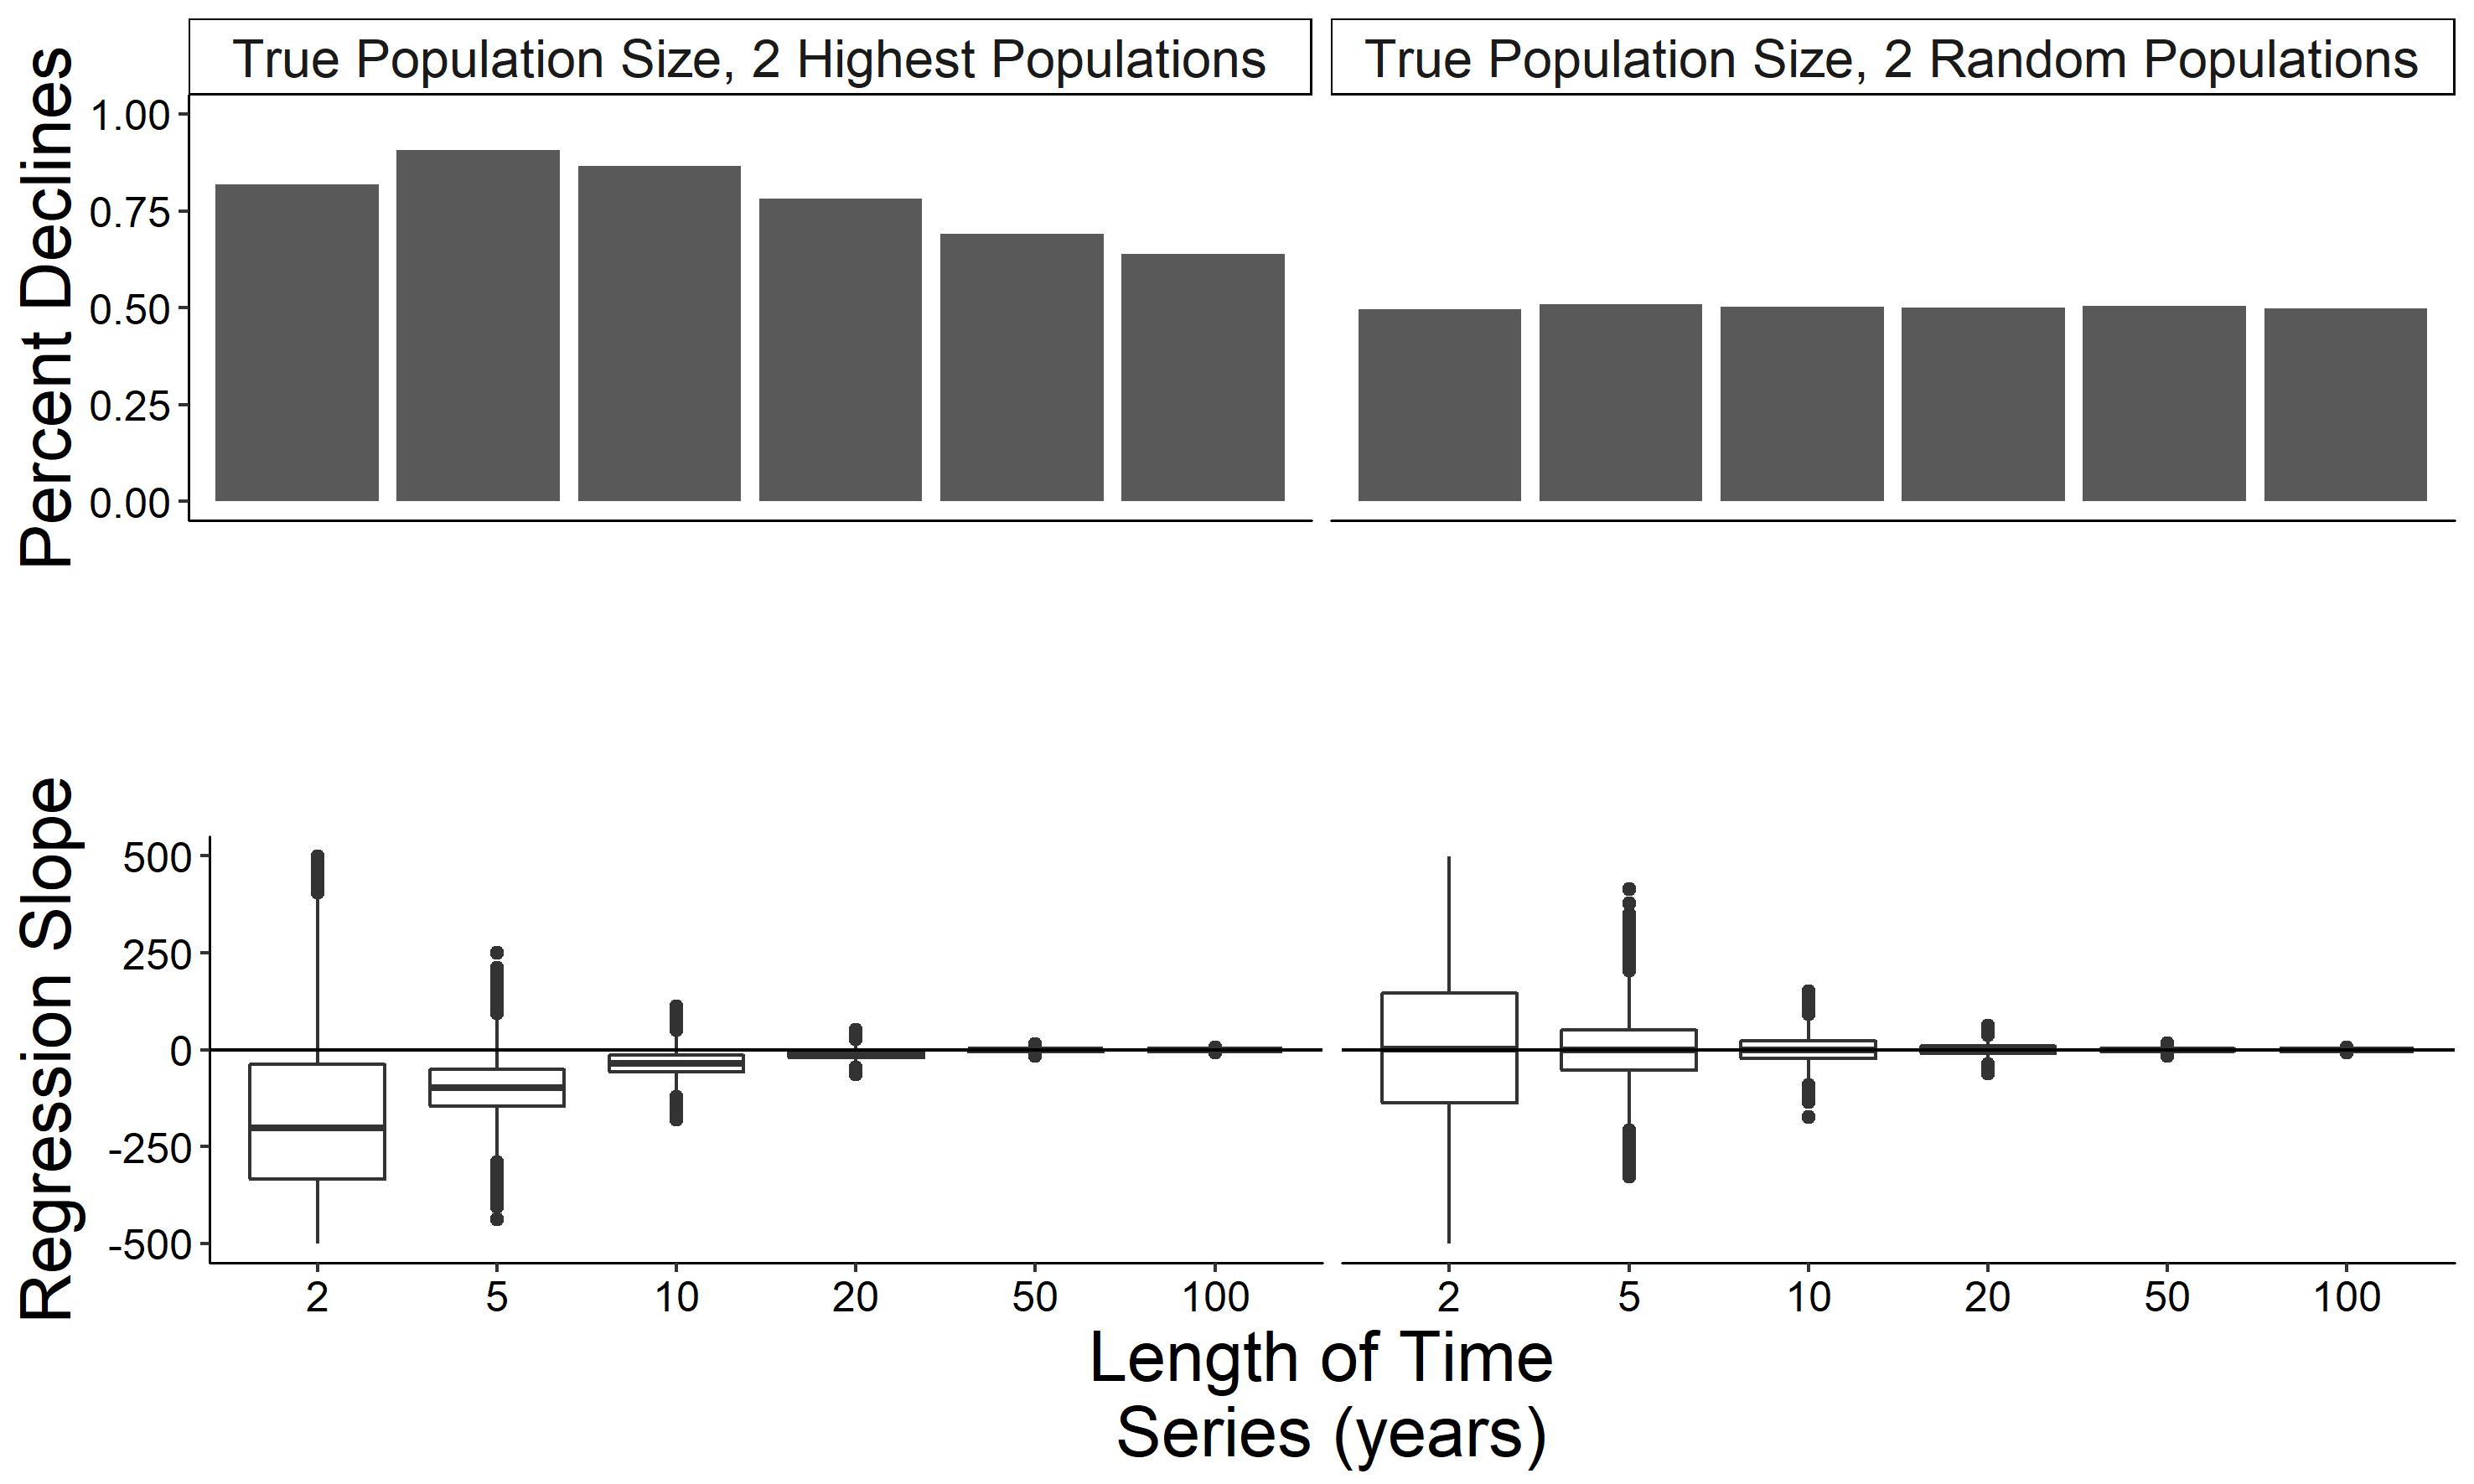 True Population Size, 2 Highest Populations
True Population Size, 2 Random Populations
Percent Declines
1.00
0.75
0.50
0.25
0.00
Regression Slope
500
250
0
-250
-500
2 5 10 20 50 100
2 5 10 20 50 100
Length of Time
Series (years)